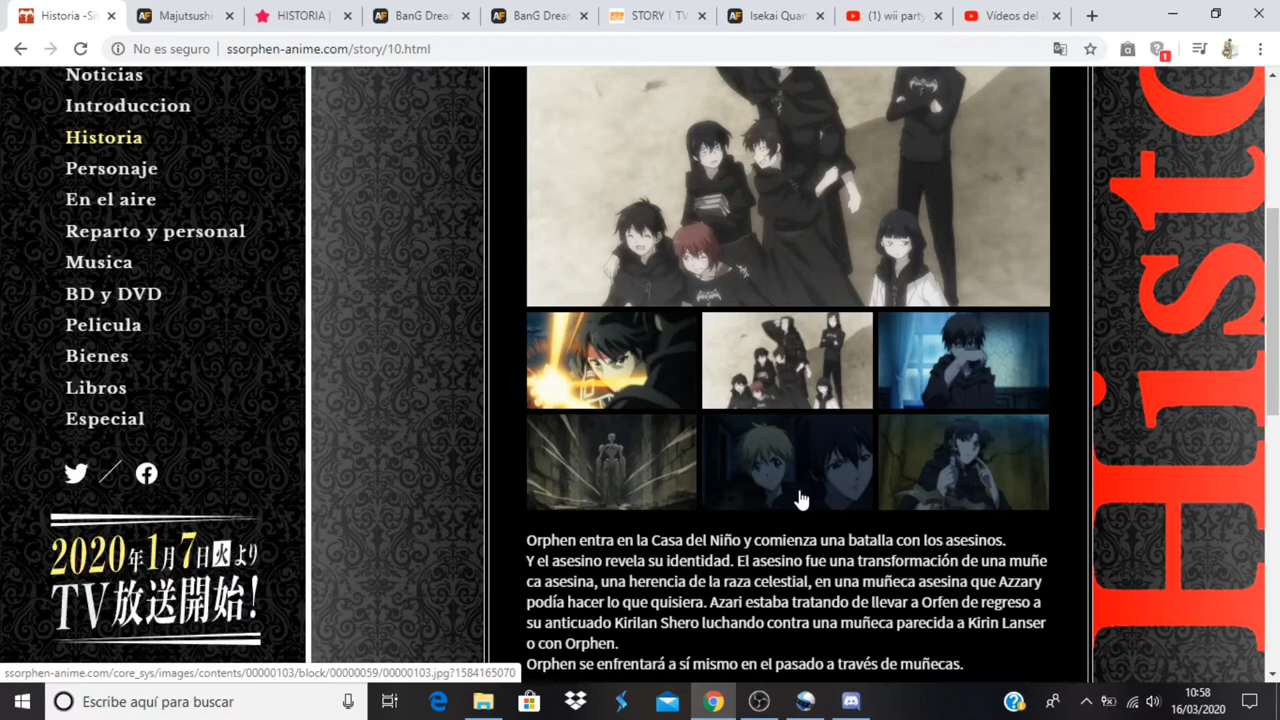 Historia -Si
Majutsushi
HISTORIA |
BanG Drea
BanG Drea
STORY | TV
Isekai Quar
(1) wii party
Vídeos del
No es seguro
ssorphen-anime.com/story/10.html
1
Noticias
Introduccion
Historia
Personaje
En el aire
Reparto y personal
Musica
BD y DVD
Pelicula
Bienes
Libros
Especial
2020年1月7日火より
TV放送開始!
Orphen entra en la Casa del Niño y comienza una batalla con los asesinos.
Y el asesino revela su identidad. El asesino fue una transformación de una muñe
ca asesina, una herencia de la raza celestial, en una muñeca asesina que Azzary
podía hacer lo que quisiera. Azari estaba tratando de llevar a Orfen de regreso a
su anticuado Kirilan Shero luchando contra una muñeca parecida a Kirin Lanser
o con Orphen.
Orphen se enfrentará a sí mismo en el pasado a través de muñecas.
Histo
ssorphen-anime.com/core_sys/images/contents/00000103/block/00000059/00000103.jpg?1584165070
Escribe aquí para buscar
10:58
16/03/2020